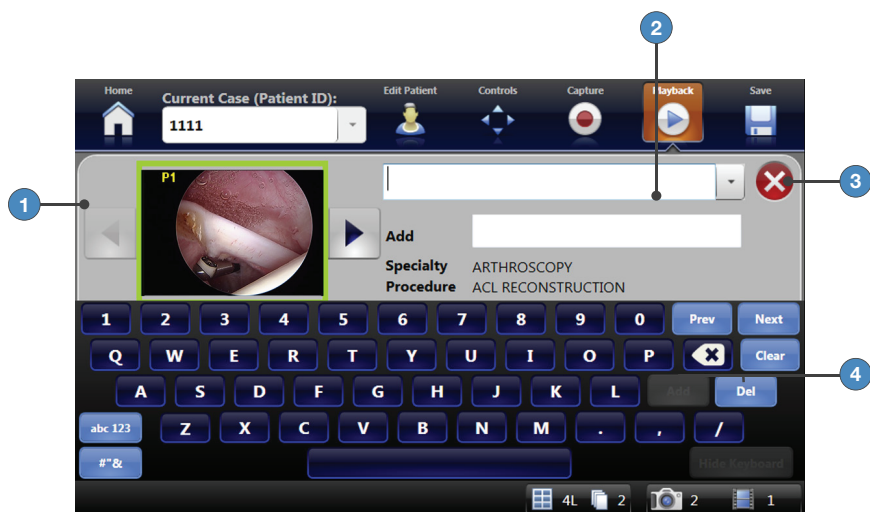 2
Home Current Case (Patient ID): Edit Patient Controls Capture Playback Save
1111
P1
3
1
Add
Specialty ARTHROSCOPY
Procedure ACL RECONSTRUCTION
1 2 3 4 5 6 7 8 9 0 Prev Next
Q W E R T Y U I O P Clear
4
A S D F G H J K L Add Del
abc 123 Z X C V B N M . , /
#"& Hide Keyboard
4L 2 2 1